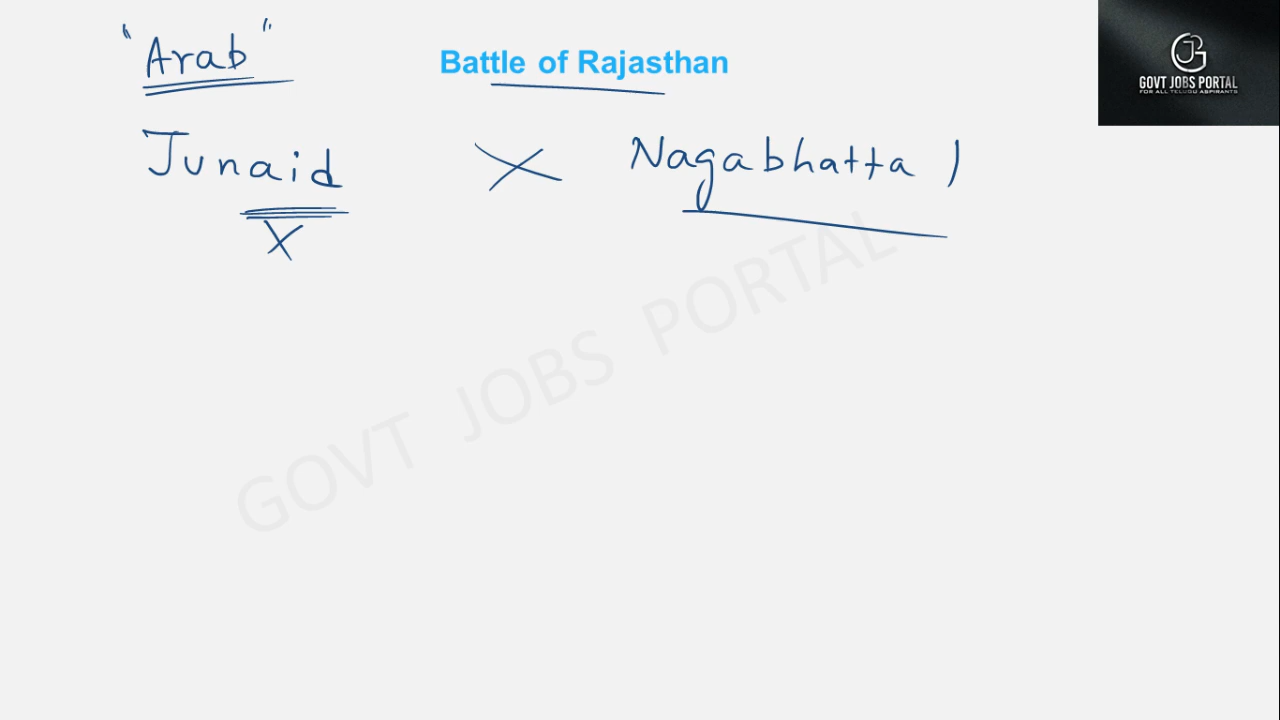 "Arab"
Battle of Rajasthan
Junaid X Nagabhatta I
X
GOVT JOBS PORTAL
FOR ALL TELUGU ASPIRANTS
GOVT JOBS PORTAL